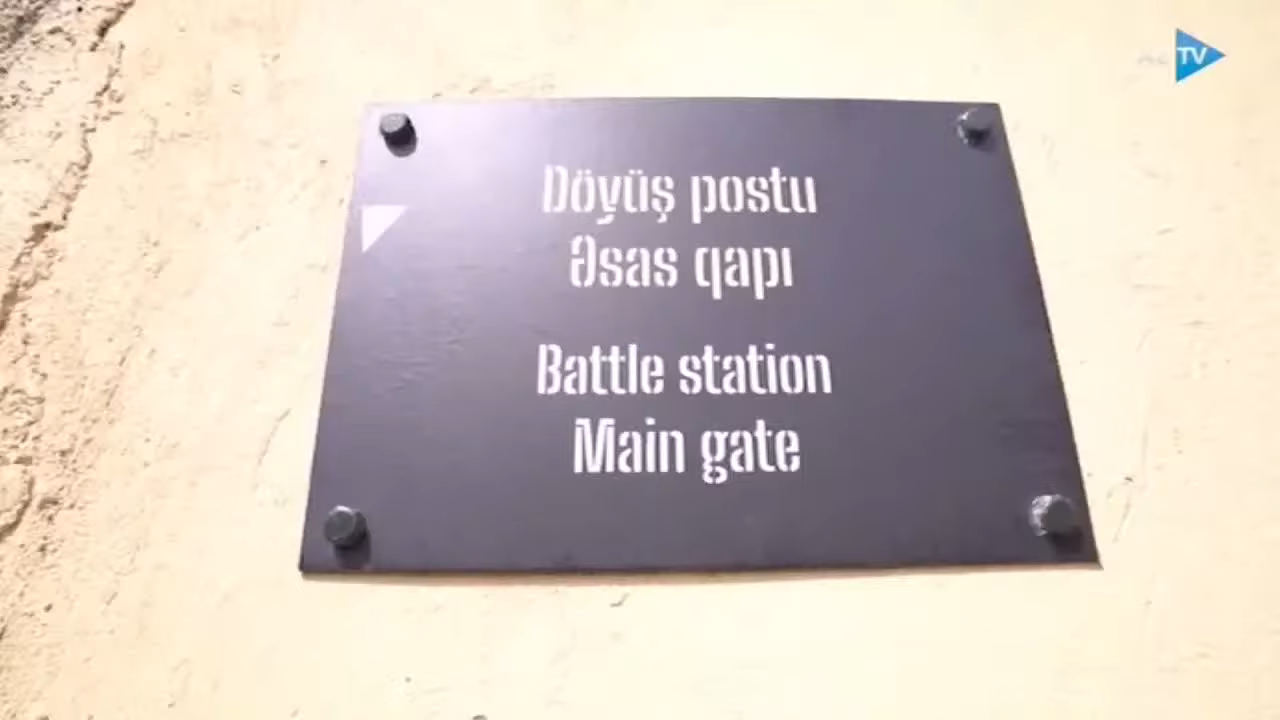 TV
Döyüş postu
Əsas qapı
Battle station
Main gate